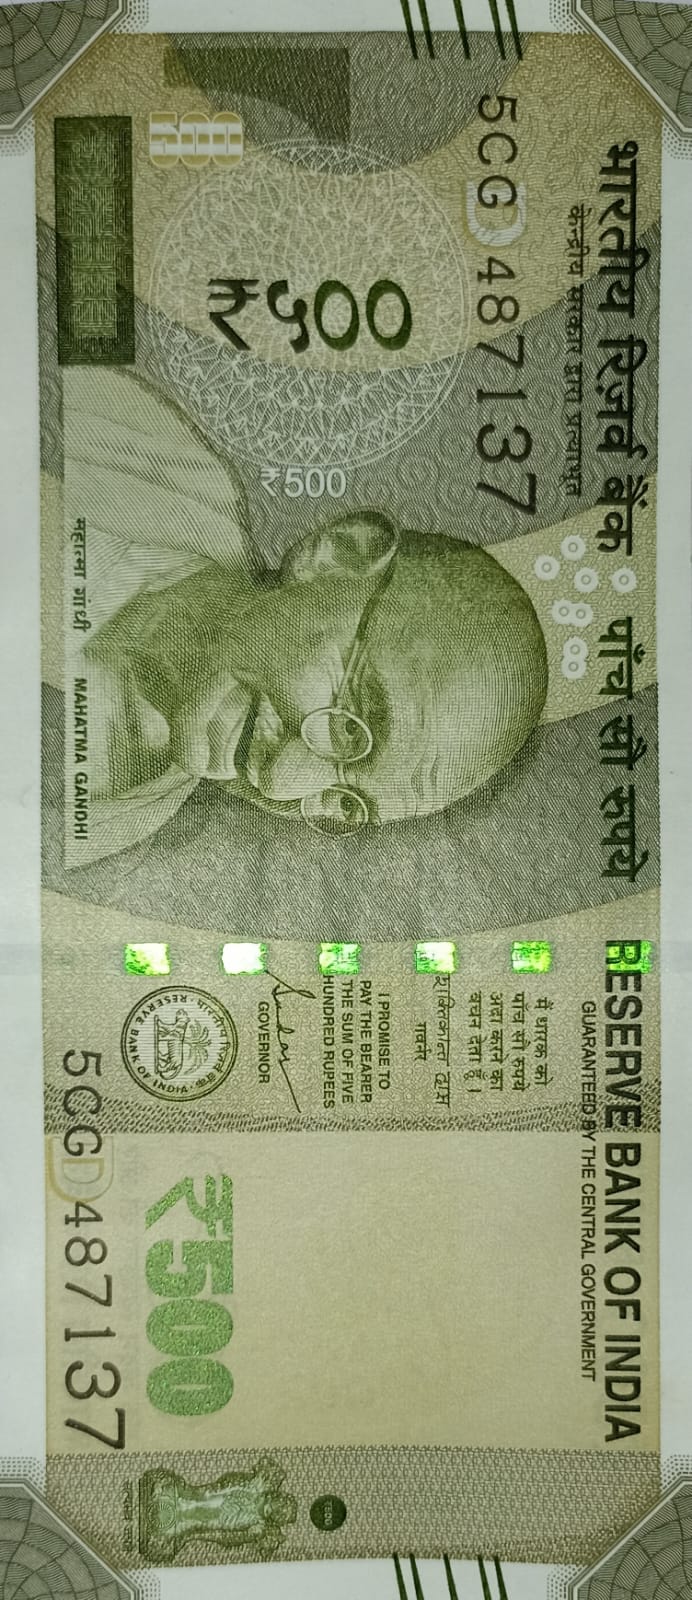 भारतीय रिज़र्व बैंक पाँच सौ रुपये
केन्द्रीय सरकार द्वारा प्रत्याभूत
RESERVE BANK OF INDIA
GUARANTEED BY THE CENTRAL GOVERNMENT
5CG D 487137
₹५००
₹500
मैं धारक को
पाँच सौ रुपये
अदा करने का
वचन देता हूँ ।
शक्तिकान्त दास
गवर्नर
I PROMISE TO
PAY THE BEARER
THE SUM OF FIVE
HUNDRED RUPEES
GOVERNOR
भारतीय रिज़र्व बैंक
RESERVE BANK OF INDIA
₹500
₹500
सत्यमेव जयते
महात्मा गांधी MAHATMA GANDHI
5CG D 487137